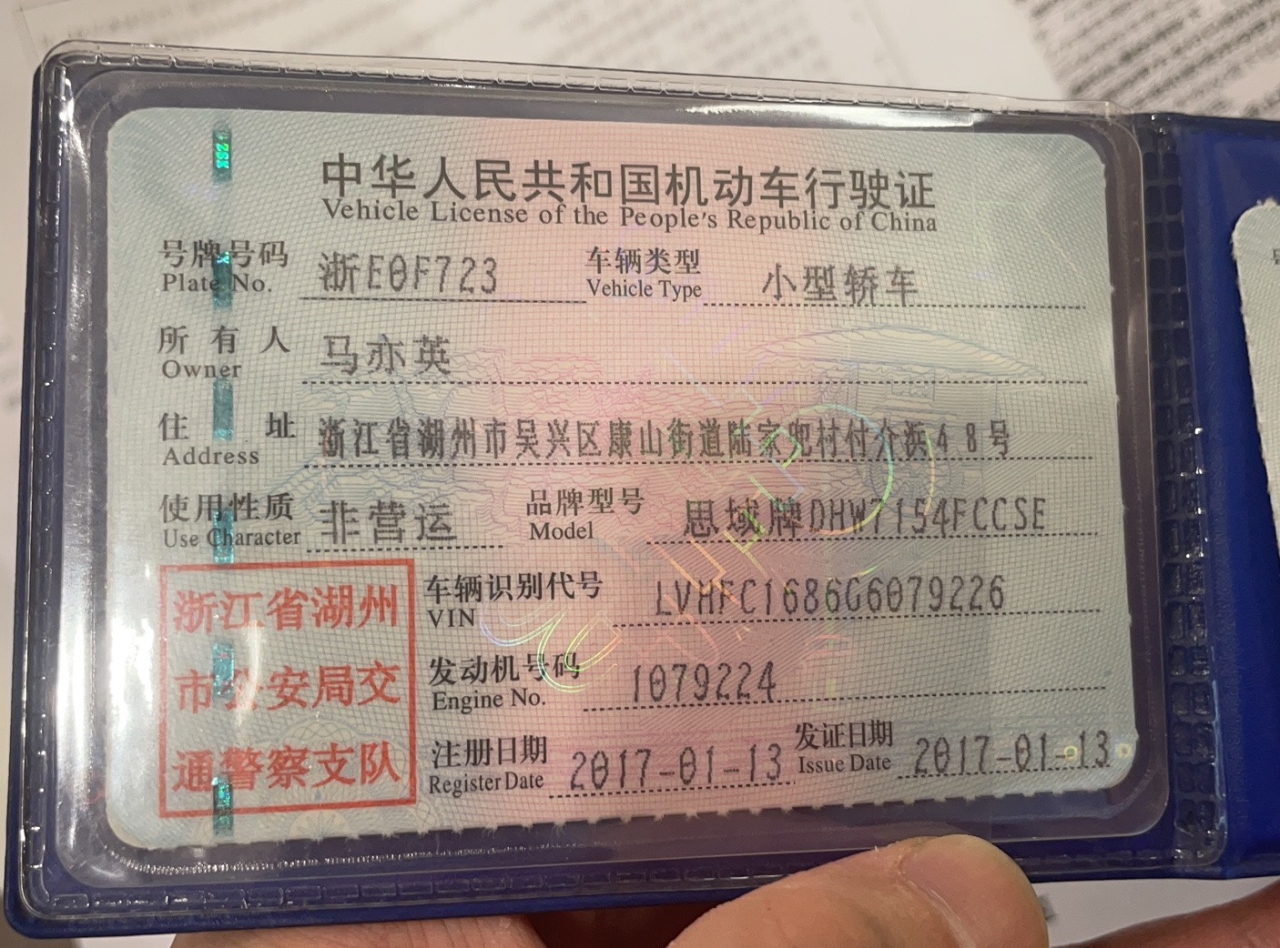 中华人民共和国机动车行驶证
Vehicle License of the People's Republic of China
号牌号码 浙E0F723 车辆类型 小型轿车
Plate No. Vehicle Type
所有人 马亦英
Owner
住址 浙江省湖州市吴兴区康山街道陆家兜村付介浜48号
Address
使用性质 非营运 品牌型号 思域牌DHW7154FCCSE
Use Character Model
浙江省湖州
市公安局交
通警察支队
车辆识别代号 LVHFC1686G6079226
VIN
发动机号码 1079224
Engine No.
注册日期 2017-01-13 发证日期 2017-01-13
Register Date Issue Date